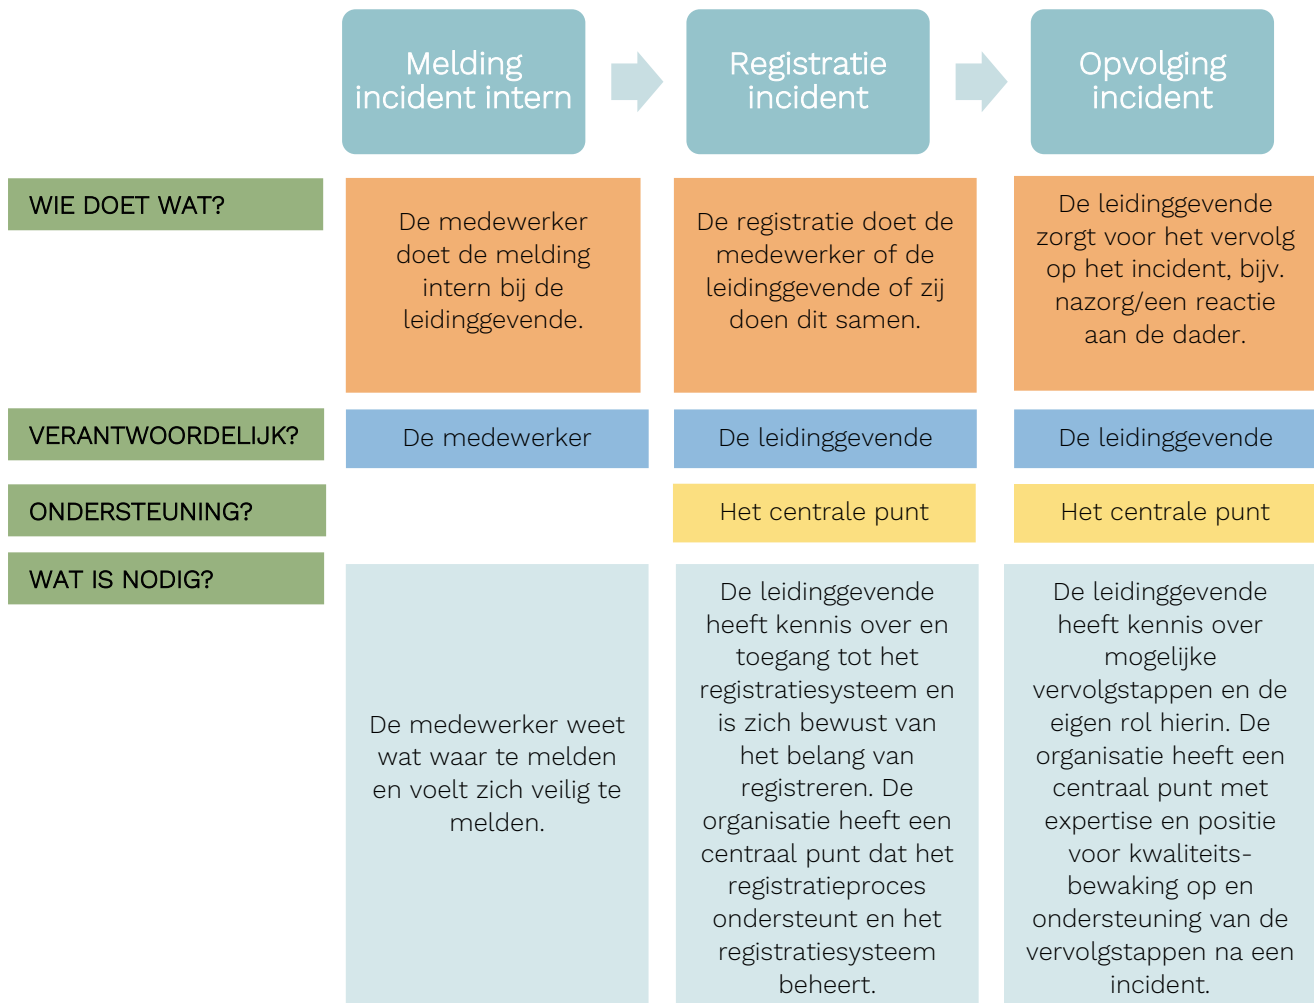 Melding
incident intern
Registratie
incident
Opvolging
incident
WIE DOET WAT?
De medewerker
doet de melding
intern bij de
leidinggevende.
De registratie doet de
medewerker of de
leidinggevende of zij
doen dit samen.
De leidinggevende
zorgt voor het vervolg
op het incident, bijv.
nazorg/een reactie
aan de dader.
VERANTWOORDELIJK?
De medewerker
De leidinggevende
De leidinggevende
ONDERSTEUNING?
Het centrale punt
Het centrale punt
WAT IS NODIG?
De medewerker weet
wat waar te melden
en voelt zich veilig te
melden.
De leidinggevende
heeft kennis over en
toegang tot het
registratiesysteem en
is zich bewust van
het belang van
registreren. De
organisatie heeft een
centraal punt dat het
registratieproces
ondersteunt en het
registratiesysteem
beheert.
De leidinggevende
heeft kennis over
mogelijke
vervolgstappen en de
eigen rol hierin. De
organisatie heeft een
centraal punt met
expertise en positie
voor kwaliteits-
bewaking op en
ondersteuning van de
vervolgstappen na een
incident.